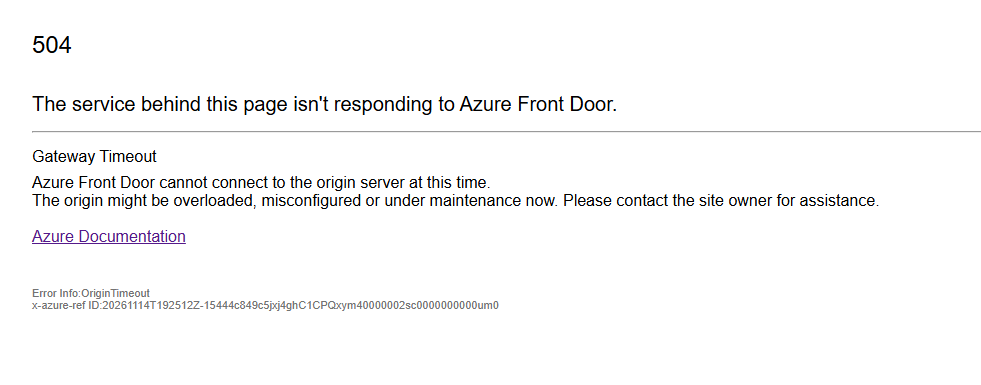 504
The service behind this page isn't responding to Azure Front Door.
Gateway Timeout
Azure Front Door cannot connect to the origin server at this time.
The origin might be overloaded, misconfigured or under maintenance now. Please contact the site owner for assistance.
Azure Documentation
Error Info:OriginTimeout
x-azure-ref ID:20261114T192512Z-15444c849c5jxj4ghC1CPQxym40000002sc0000000000um0